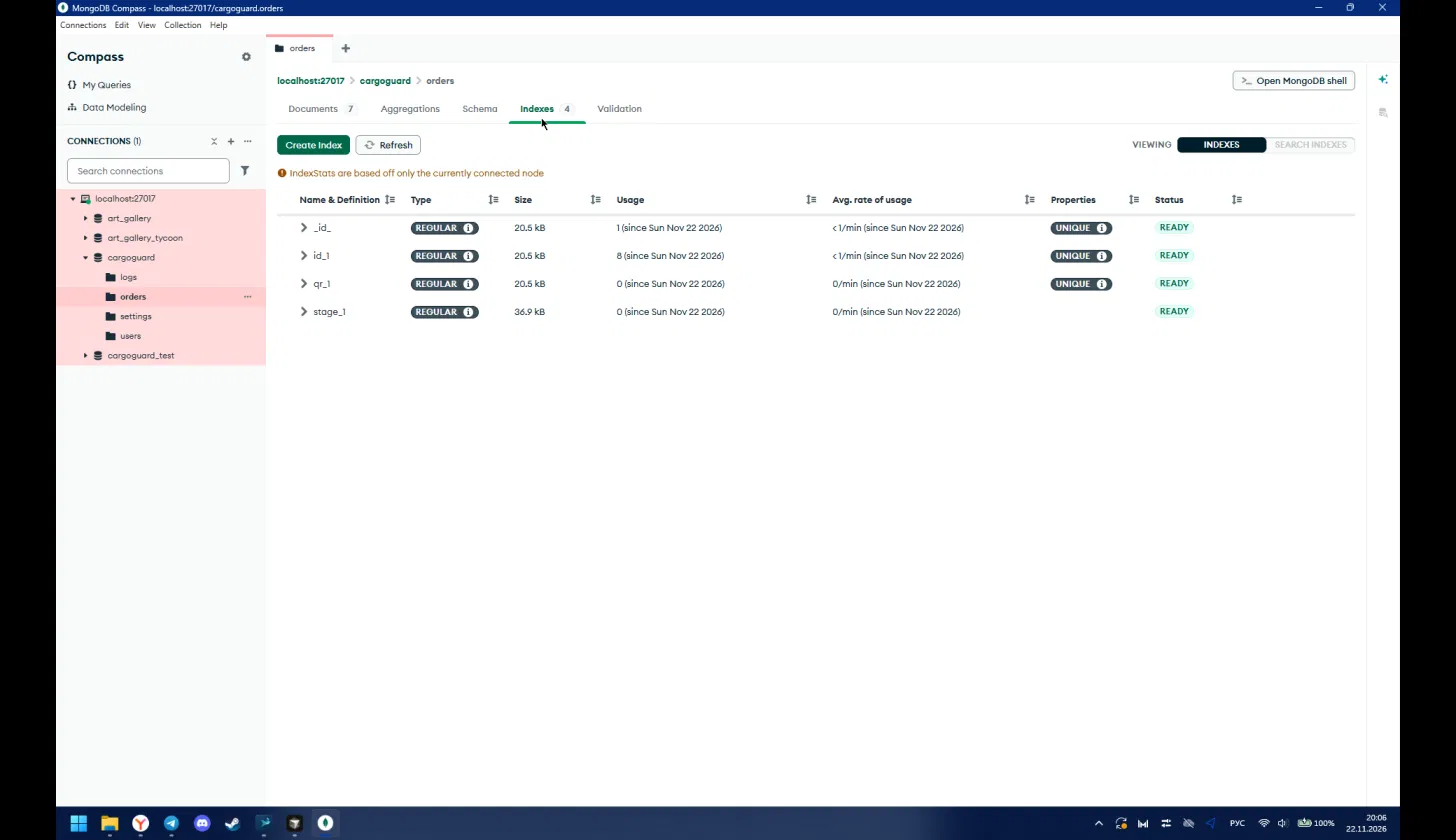 MongoDB Compass - localhost:27017/cargoguard.orders
Connections Edit View Collection Help
Compass
My Queries
Data Modeling
CONNECTIONS (1)
Search connections
localhost:27017
art_gallery
art_gallery_tycoon
cargoguard
logs
orders
settings
users
cargoguard_test
orders
localhost:27017 > cargoguard > orders
>_ Open MongoDB shell
Documents 7 Aggregations Schema Indexes 4 Validation
Create Index Refresh VIEWING INDEXES SEARCH INDEXES
IndexStats are based off only the currently connected node
Name & Definition Type Size Usage Avg. rate of usage Properties Status
_id_ REGULAR 20.5 kB 1 (since Sun Nov 22 2026) <1/min (since Sun Nov 22 2026) UNIQUE READY
id_1 REGULAR 20.5 kB 8 (since Sun Nov 22 2026) <1/min (since Sun Nov 22 2026) UNIQUE READY
qr_1 REGULAR 20.5 kB 0 (since Sun Nov 22 2026) 0/min (since Sun Nov 22 2026) UNIQUE READY
stage_1 REGULAR 36.9 kB 0 (since Sun Nov 22 2026) 0/min (since Sun Nov 22 2026) READY
РУС 100% 20:06
22.11.2026